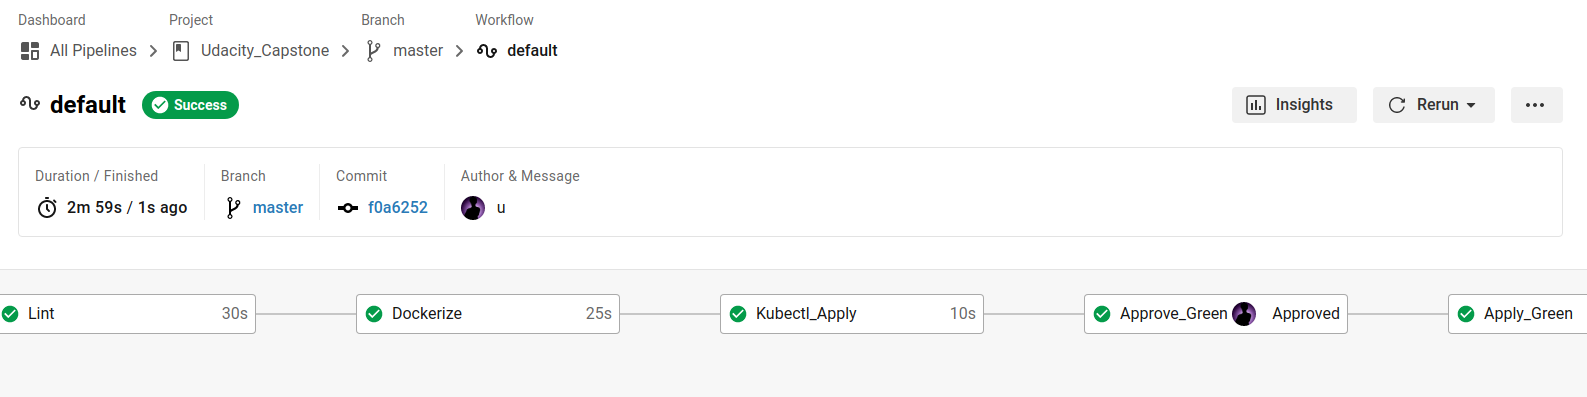 Dashboard Project Branch Workflow
All Pipelines Udacity_Capstone master default
default Success Insights Rerun
Duration / Finished Branch Commit Author & Message
2m 59s / 1s ago master f0a6252 u
Lint 30s Dockerize 25s Kubectl_Apply 10s Approve_Green Approved Apply_Green